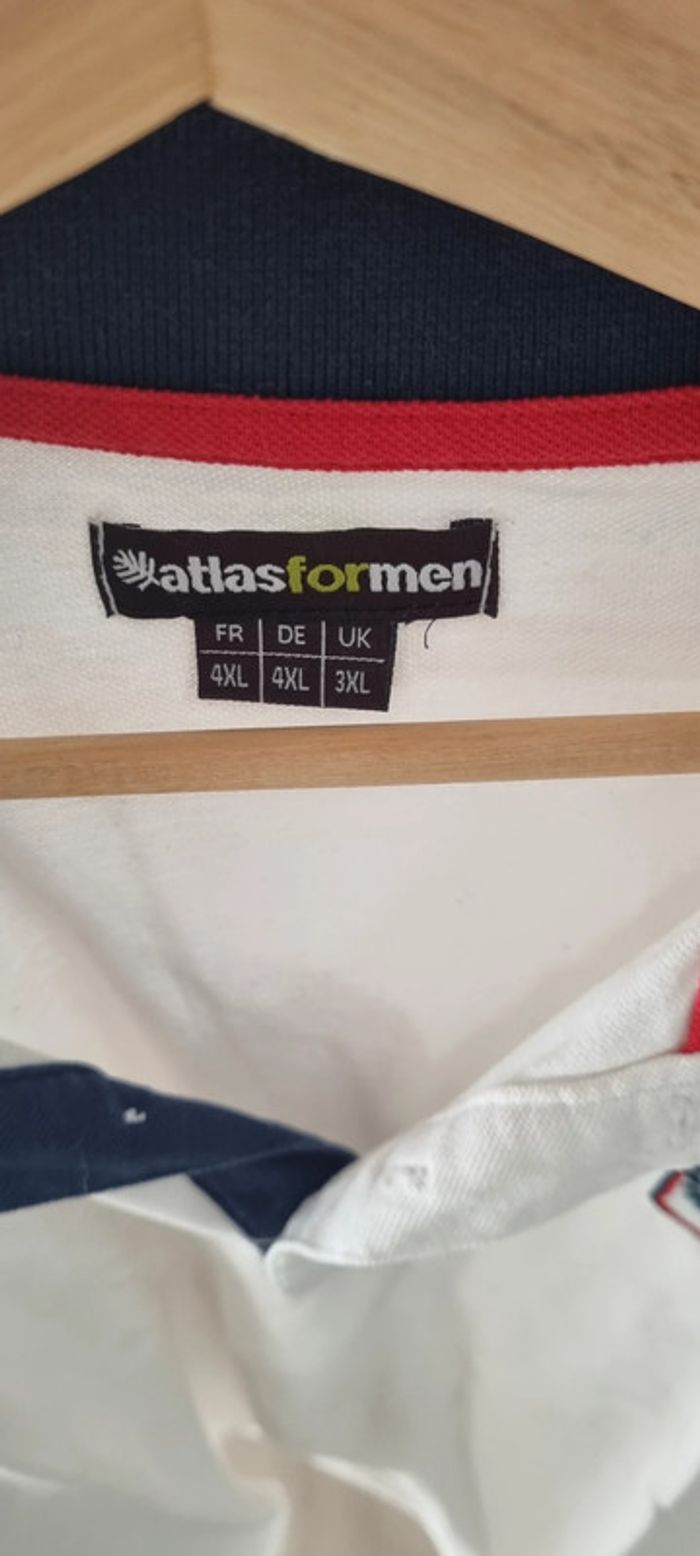 atlasformen
FR DE UK
4XL 4XL 3XL